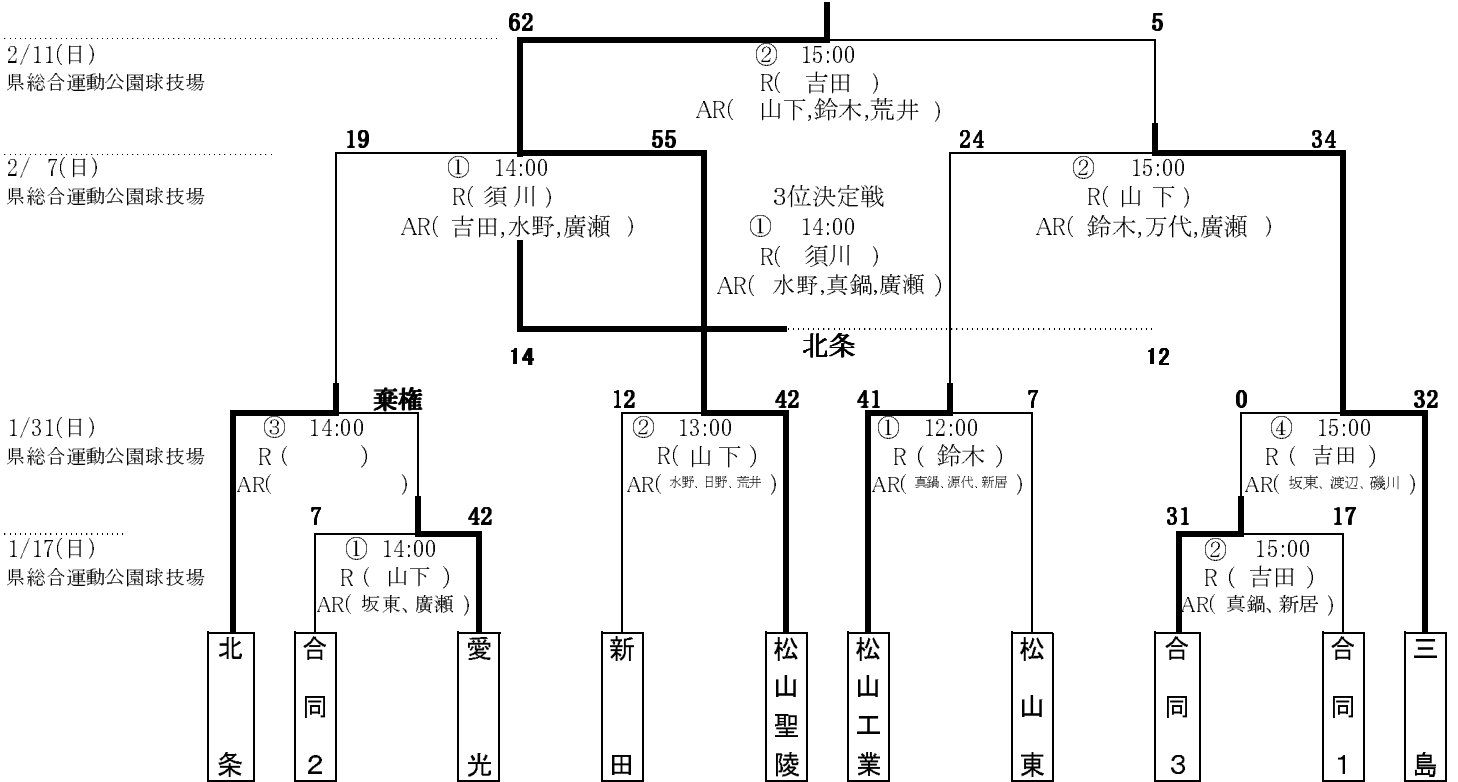 62 5
2/11(日)
② 15:00
県総合運動公園球技場
R( 吉田 )
AR( 山下,鈴木,荒井 )
19 55 24 34
2/ 7(日)
① 14:00
② 15:00
県総合運動公園球技場
R( 須川 )
3位決定戦
R( 山下 )
AR( 吉田,水野,廣瀬 )
① 14:00
AR( 鈴木,万代,廣瀬 )
R( 須川 )
AR( 水野,真鍋,廣瀬 )
北条
14 12
棄権 12 42 41 7 0 32
1/31(日)
③ 14:00
② 13:00
① 12:00
④ 15:00
県総合運動公園球技場
R ( )
R( 山下 )
R ( 鈴木 )
R ( 吉田 )
AR( )
AR( 水野、日野、荒井 )
AR( 真鍋、源代、新居 )
AR( 坂東、渡辺、磯川 )
7 42 31 17
1/17(日)
① 14:00
② 15:00
県総合運動公園球技場
R ( 山下 )
R ( 吉田 )
AR( 坂東、廣瀬 )
AR( 真鍋、新居 )
北条
合同2
愛光
新田
松山聖陵
松山工業
松山東
合同3
合同1
三島